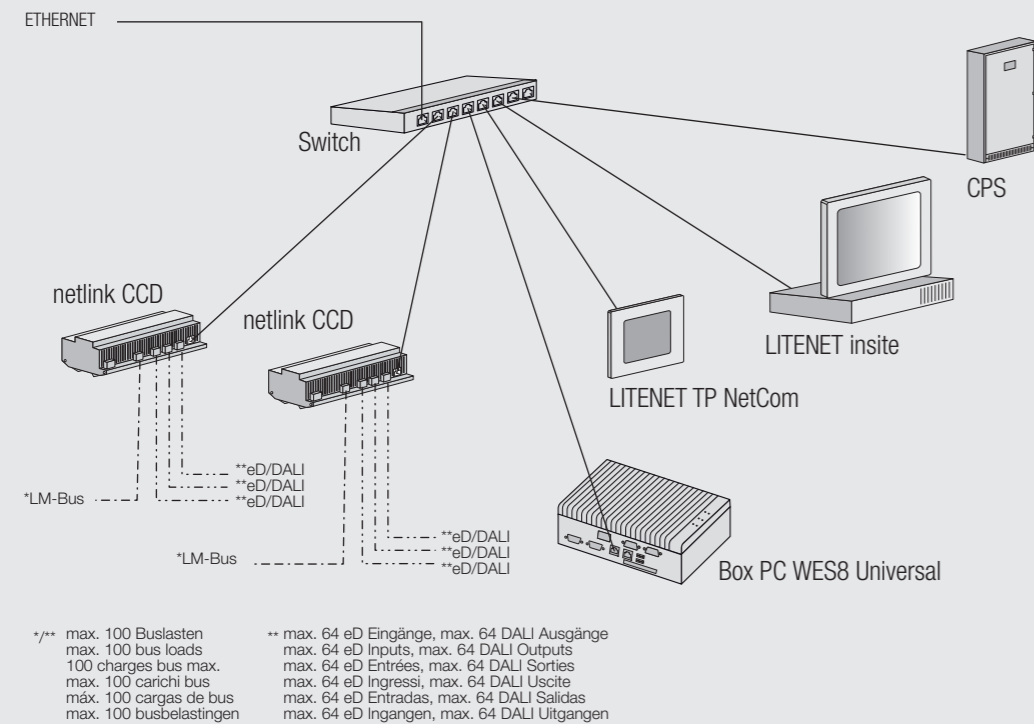 ETHERNET
Switch
CPS
netlink CCD
netlink CCD
LITENET insite
LITENET TP NetCom
**eD/DALI
**eD/DALI
**eD/DALI
*LM-Bus
**eD/DALI
**eD/DALI
**eD/DALI
*LM-Bus
Box PC WES8 Universal
*/** max. 100 Buslasten
max. 100 bus loads
100 charges bus max.
max. 100 carichi bus
máx. 100 cargas de bus
max. 100 busbelastingen
** max. 64 eD Eingänge, max. 64 DALI Ausgänge
max. 64 eD Inputs, max. 64 DALI Outputs
max. 64 eD Entrées, max. 64 DALI Sorties
max. 64 eD Ingressi, max. 64 DALI Uscite
max. 64 eD Entradas, max. 64 DALI Salidas
max. 64 eD Ingangen, max. 64 DALI Uitgangen